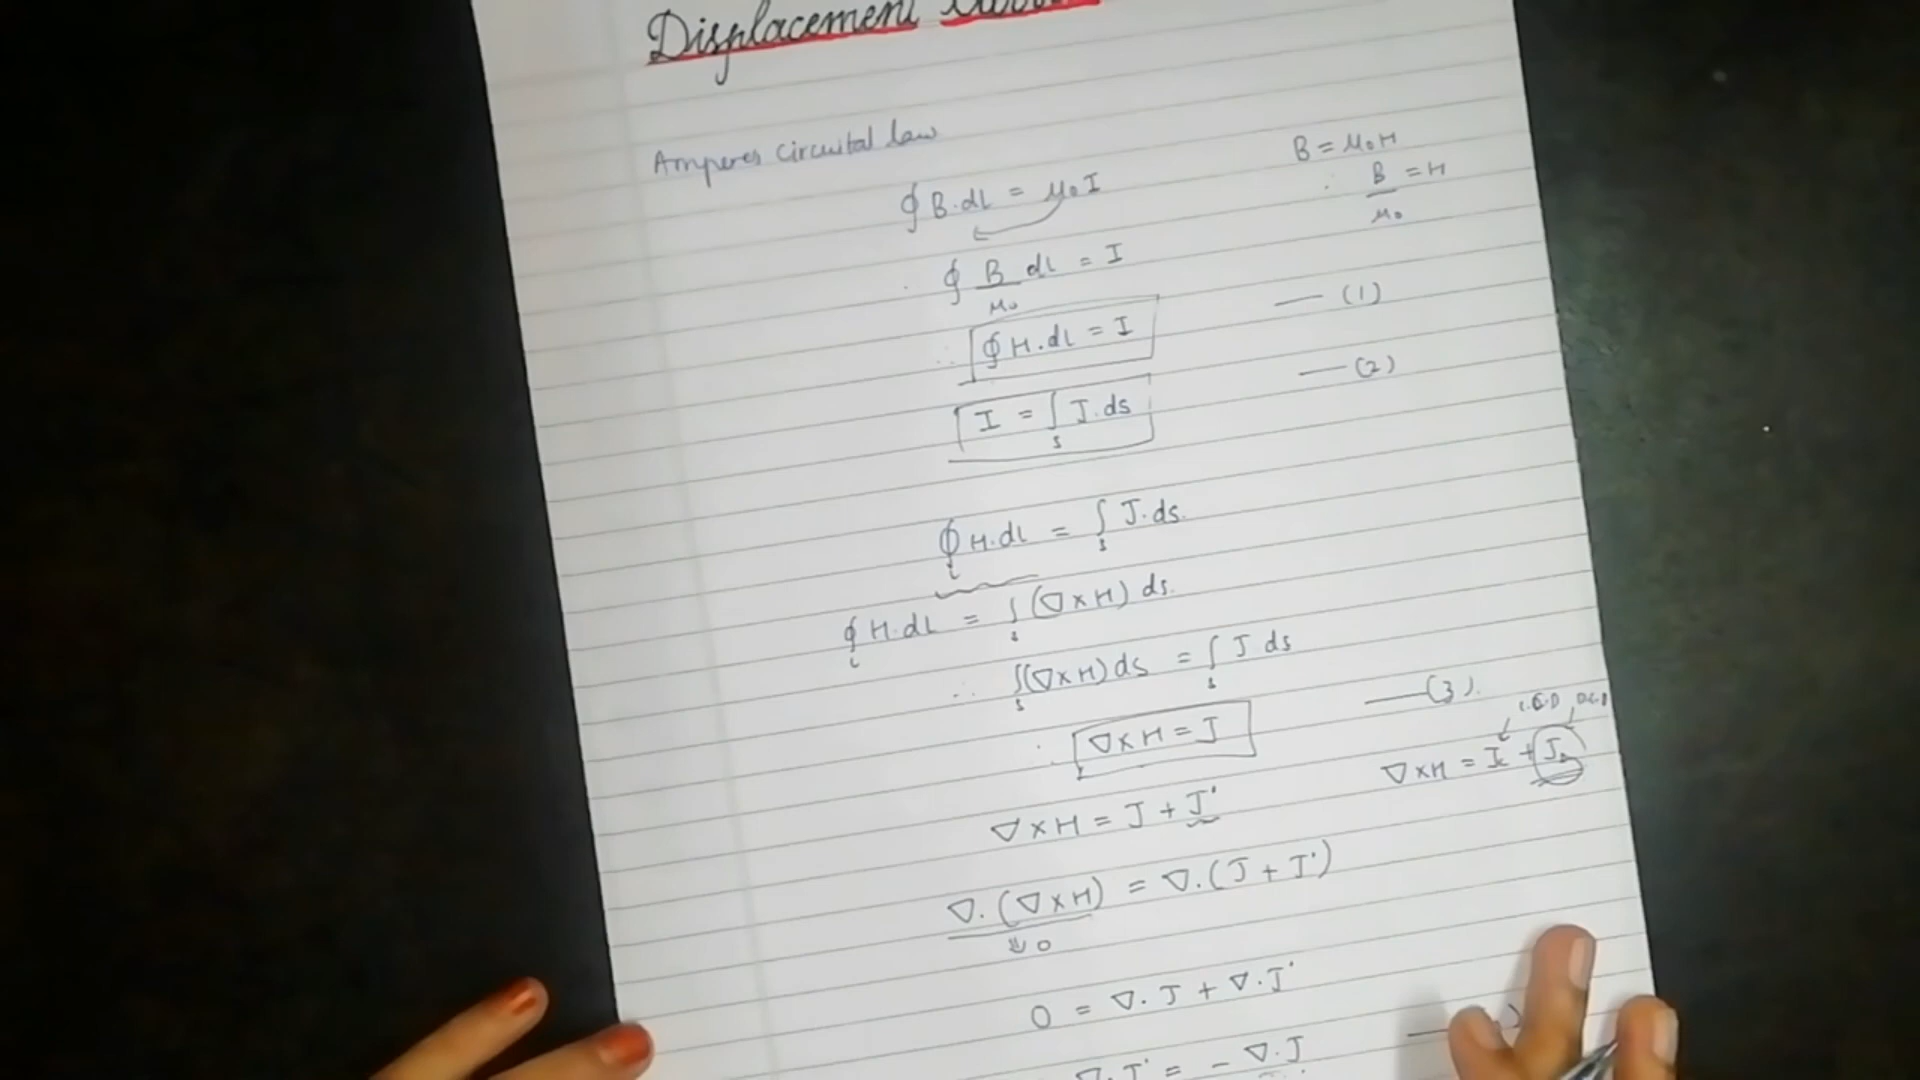 Displacement
Amperes Circuital law
B = μ₀H
∮ B.dl = μ₀I
∴ B/μ₀ = H
∴ ∮ B/μ₀ dl = I
∴ ∮ H.dl = I —— (1)
I = ∫s J.ds —— (2)
∮l H.dl = ∫s J.ds.
∮l H.dl = ∫s (∇×H) ds.
∴ ∫s (∇×H) ds = ∫s J ds
∴ ∇×H = J —— (3).
∇×H = J + J'
∇.(∇×H) = ∇.(J + J')
⇓ 0
0 = ∇.J + ∇.J'
∇.J' = - ∇.J